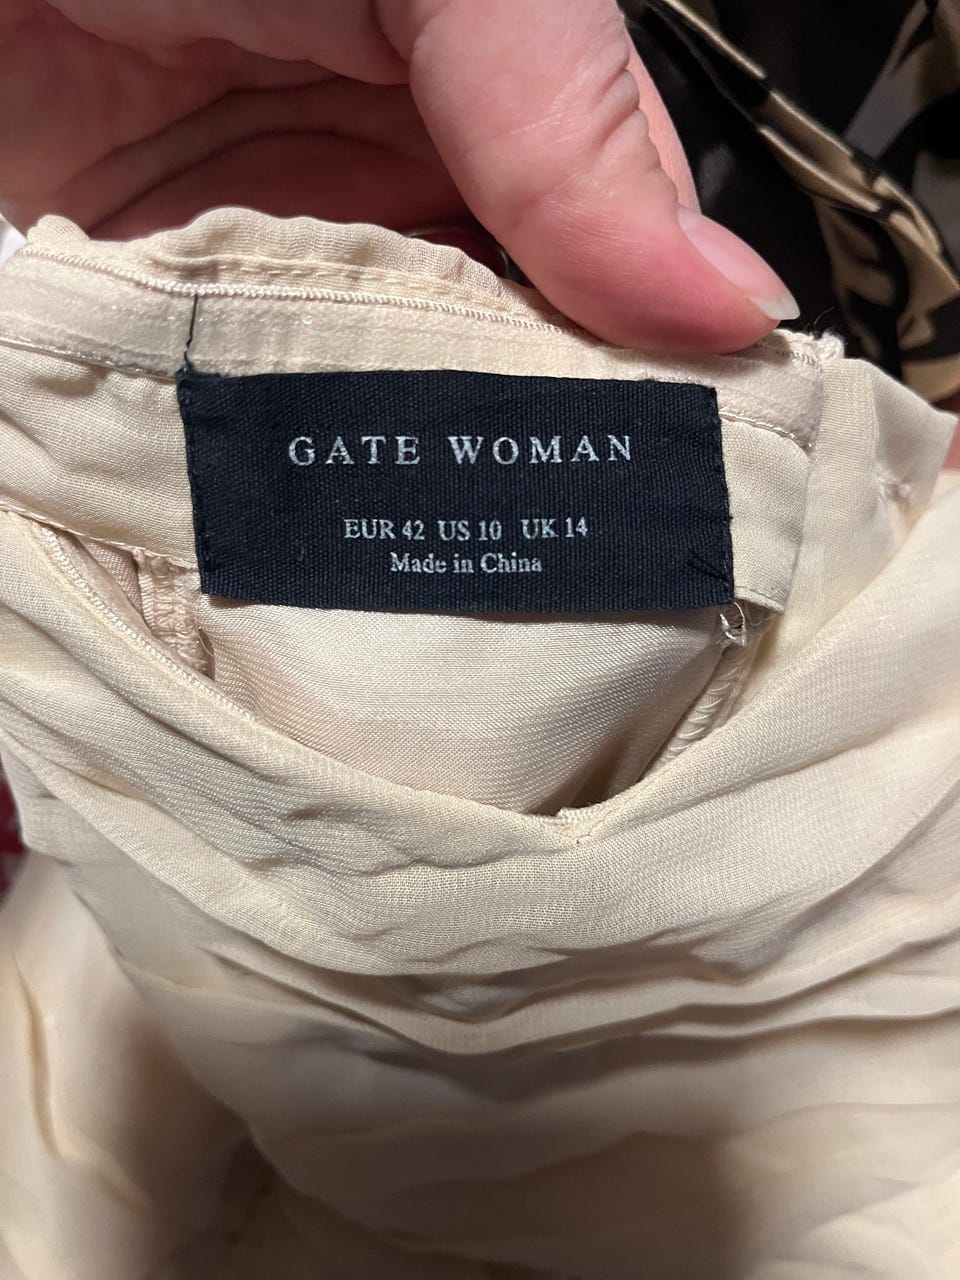 GATE WOMAN
EUR 42 US 10 UK 14
Made in China